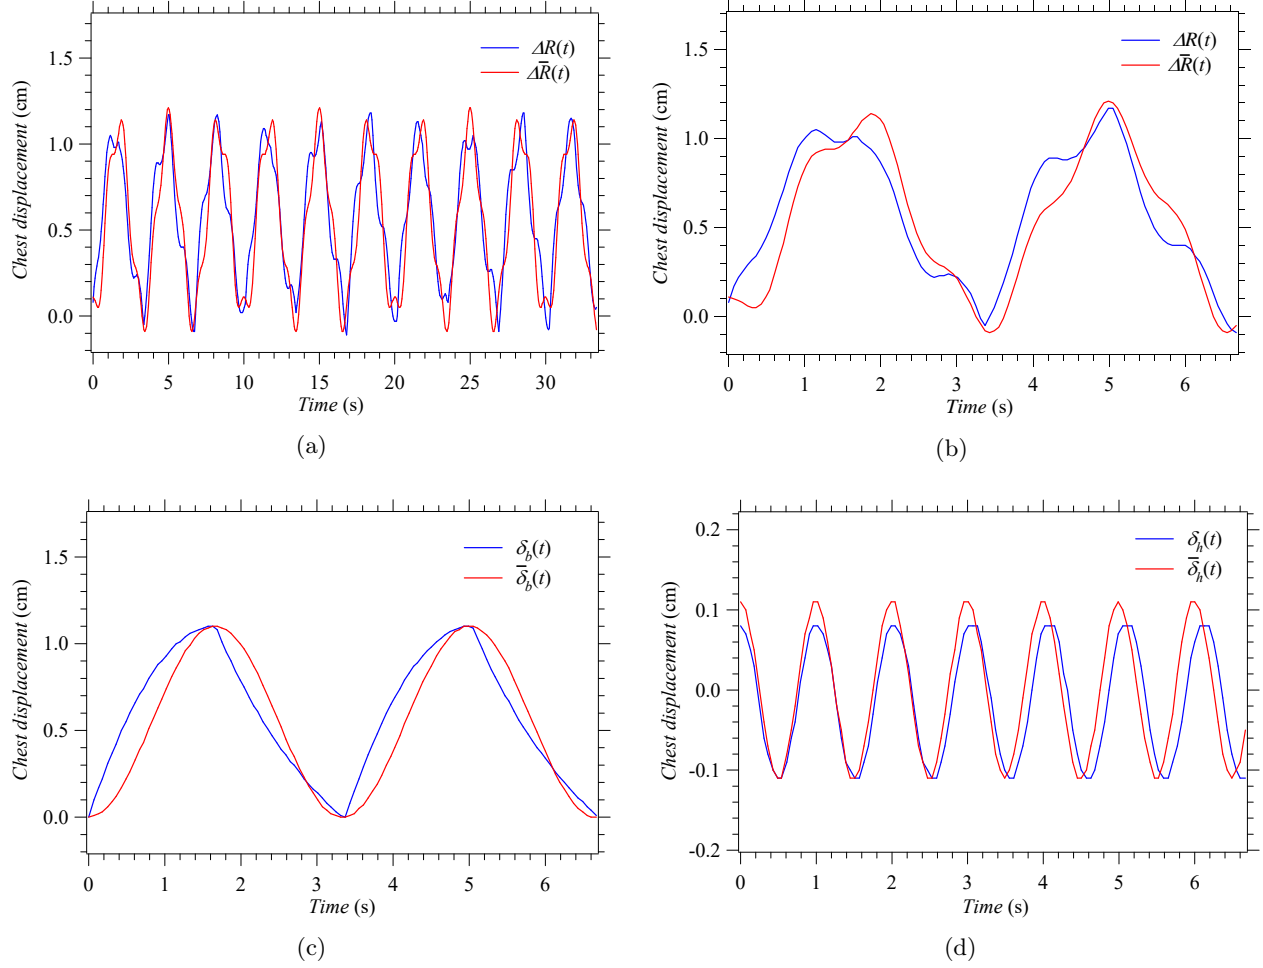 ΔR(t)
ΔR̅(t)
1.5
1.0
0.5
0.0
Chest displacement (cm)
0 5 10 15 20 25 30
Time (s)
(a)
ΔR(t)
ΔR̅(t)
1.5
1.0
0.5
0.0
Chest displacement (cm)
0 1 2 3 4 5 6
Time (s)
(b)
δ_b(t)
δ̅_b(t)
1.5
1.0
0.5
0.0
Chest displacement (cm)
0 1 2 3 4 5 6
Time (s)
(c)
δ_h(t)
δ̅_h(t)
0.2
0.1
0.0
-0.1
-0.2
Chest displacement (cm)
0 1 2 3 4 5 6
Time (s)
(d)